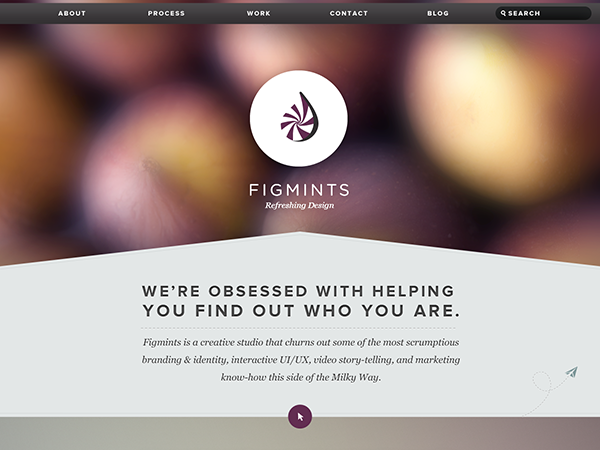 ABOUT PROCESS WORK CONTACT BLOG SEARCH
FIGMINTS
Refreshing Design
WE'RE OBSESSED WITH HELPING
YOU FIND OUT WHO YOU ARE.
Figmints is a creative studio that churns out some of the most scrumptious
branding & identity, interactive UI/UX, video story-telling, and marketing
know-how this side of the Milky Way.